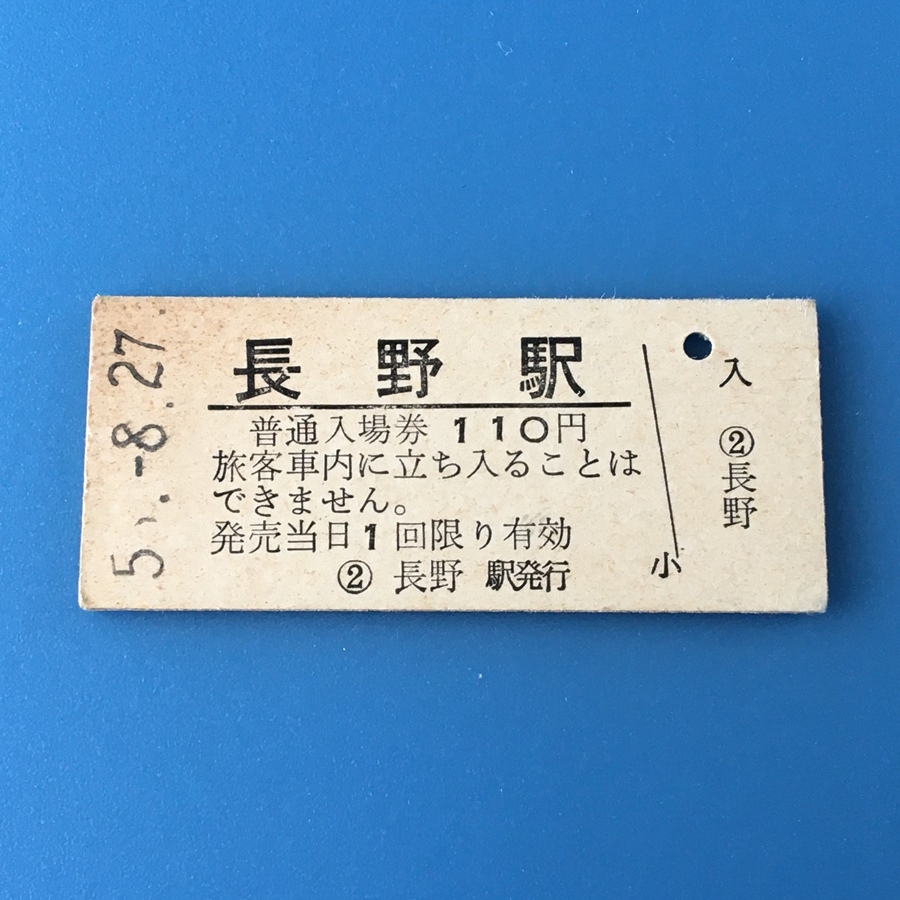 長野駅
普通入場券 110円
旅客車内に立ち入ることは
できません。
発売当日1回限り有効
② 長野 駅発行
小
入
②長野
-8.27.